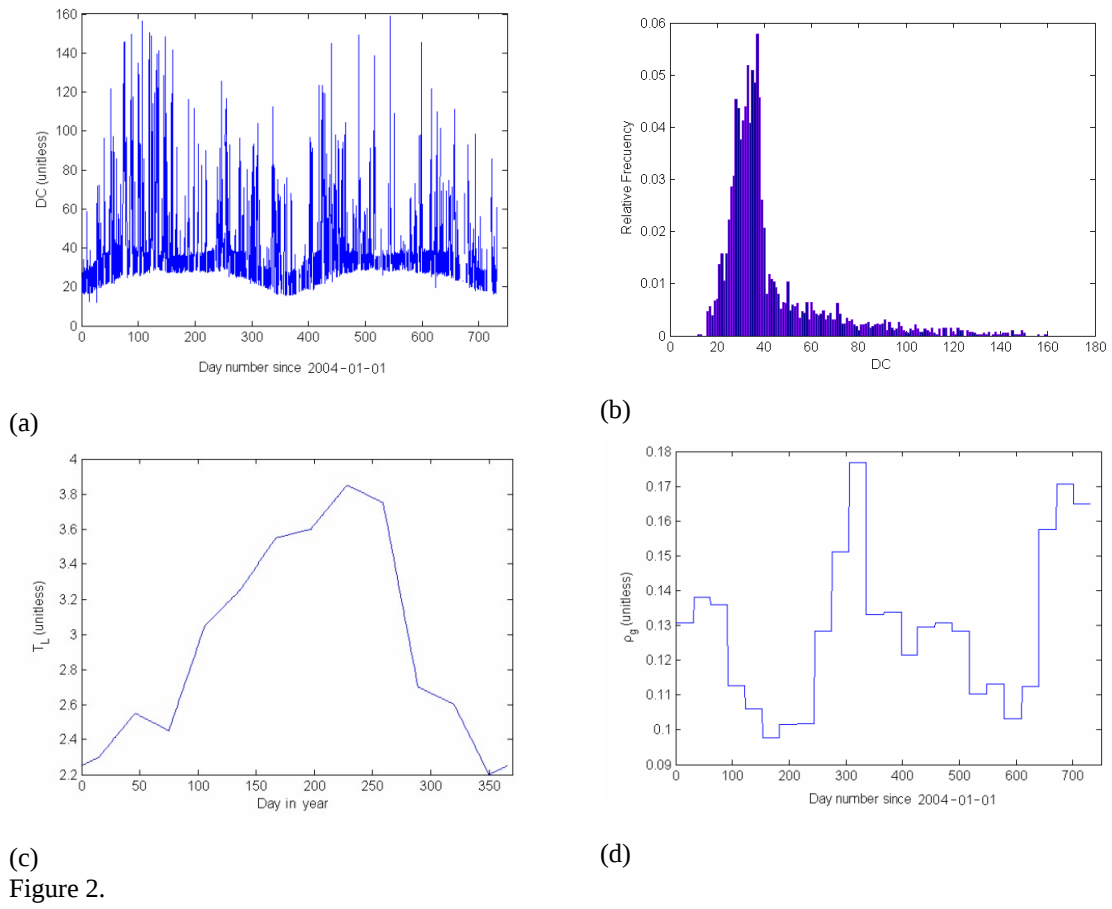 160
140
120
100
80
60
40
20
0
DC (unitless)
0 100 200 300 400 500 600 700
Day number since 2004-01-01
(a)
0.06
0.05
0.04
0.03
0.02
0.01
0
Relative Frecuency
0 20 40 60 80 100 120 140 160 180
DC
(b)
4
3.8
3.6
3.4
3.2
3
2.8
2.6
2.4
2.2
T_L (unitless)
0 50 100 150 200 250 300 350
Day in year
(c)
0.18
0.17
0.16
0.15
0.14
0.13
0.12
0.11
0.1
0.09
ρ_g (unitless)
0 100 200 300 400 500 600 700
Day number since 2004-01-01
(d)
Figure 2.